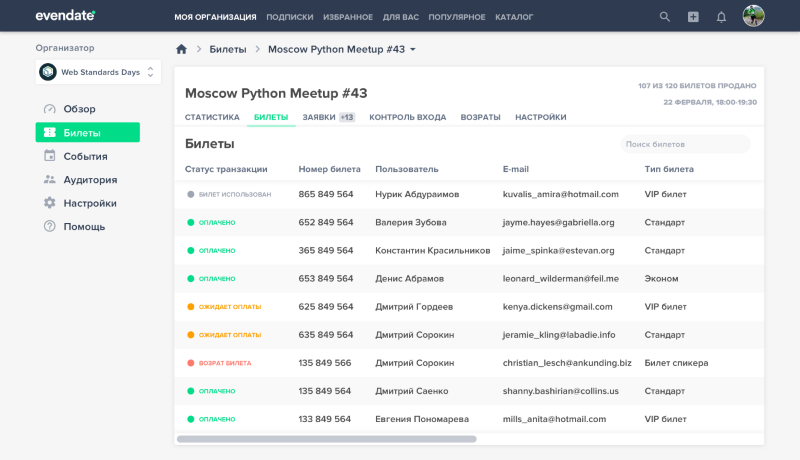 evendate
МОЯ ОРГАНИЗАЦИЯ ПОДПИСКИ ИЗБРАННОЕ ДЛЯ ВАС ПОПУЛЯРНОЕ КАТАЛОГ
Организатор
Web Standards Days
Обзор
Билеты
События
Аудитория
Настройки
Помощь
Билеты Moscow Python Meetup #43
Moscow Python Meetup #43
107 ИЗ 120 БИЛЕТОВ ПРОДАНО
22 ФЕРВАЛЯ, 18:00-19:30
СТАТИСТИКА БИЛЕТЫ ЗАЯВКИ +13 КОНТРОЛЬ ВХОДА ВОЗРАТЫ НАСТРОЙКИ
Билеты
Поиск билетов
Статус транзакции Номер билета Пользователь E-mail Тип билета
БИЛЕТ ИСПОЛЬЗОВАН 865 849 564 Нурик Абдураимов kuvalis_amira@hotmail.com VIP билет
ОПЛАЧЕНО 652 849 564 Валерия Зубова jayme.hayes@gabriella.org Стандарт
ОПЛАЧЕНО 365 849 564 Константин Красильников jaime_spinka@estevan.org Стандарт
ОПЛАЧЕНО 653 849 564 Денис Абрамов leonard_wilderman@feil.me Эконом
ОЖИДАЕТ ОПЛАТЫ 625 849 564 Дмитрий Гордеев kenya.dickens@gmail.com VIP билет
ОЖИДАЕТ ОПЛАТЫ 635 849 564 Дмитрий Сорокин jeramie_kling@labadie.info Стандарт
ВОЗРАТ БИЛЕТА 135 849 566 Дмитрий Сорокин christian_lesch@ankunding.biz Билет спикера
ОПЛАЧЕНО 135 849 564 Дмитрий Саенко shanny.bashirian@collins.us Стандарт
ОПЛАЧЕНО 133 849 564 Евгения Пономарева mills_anita@hotmail.com VIP билет